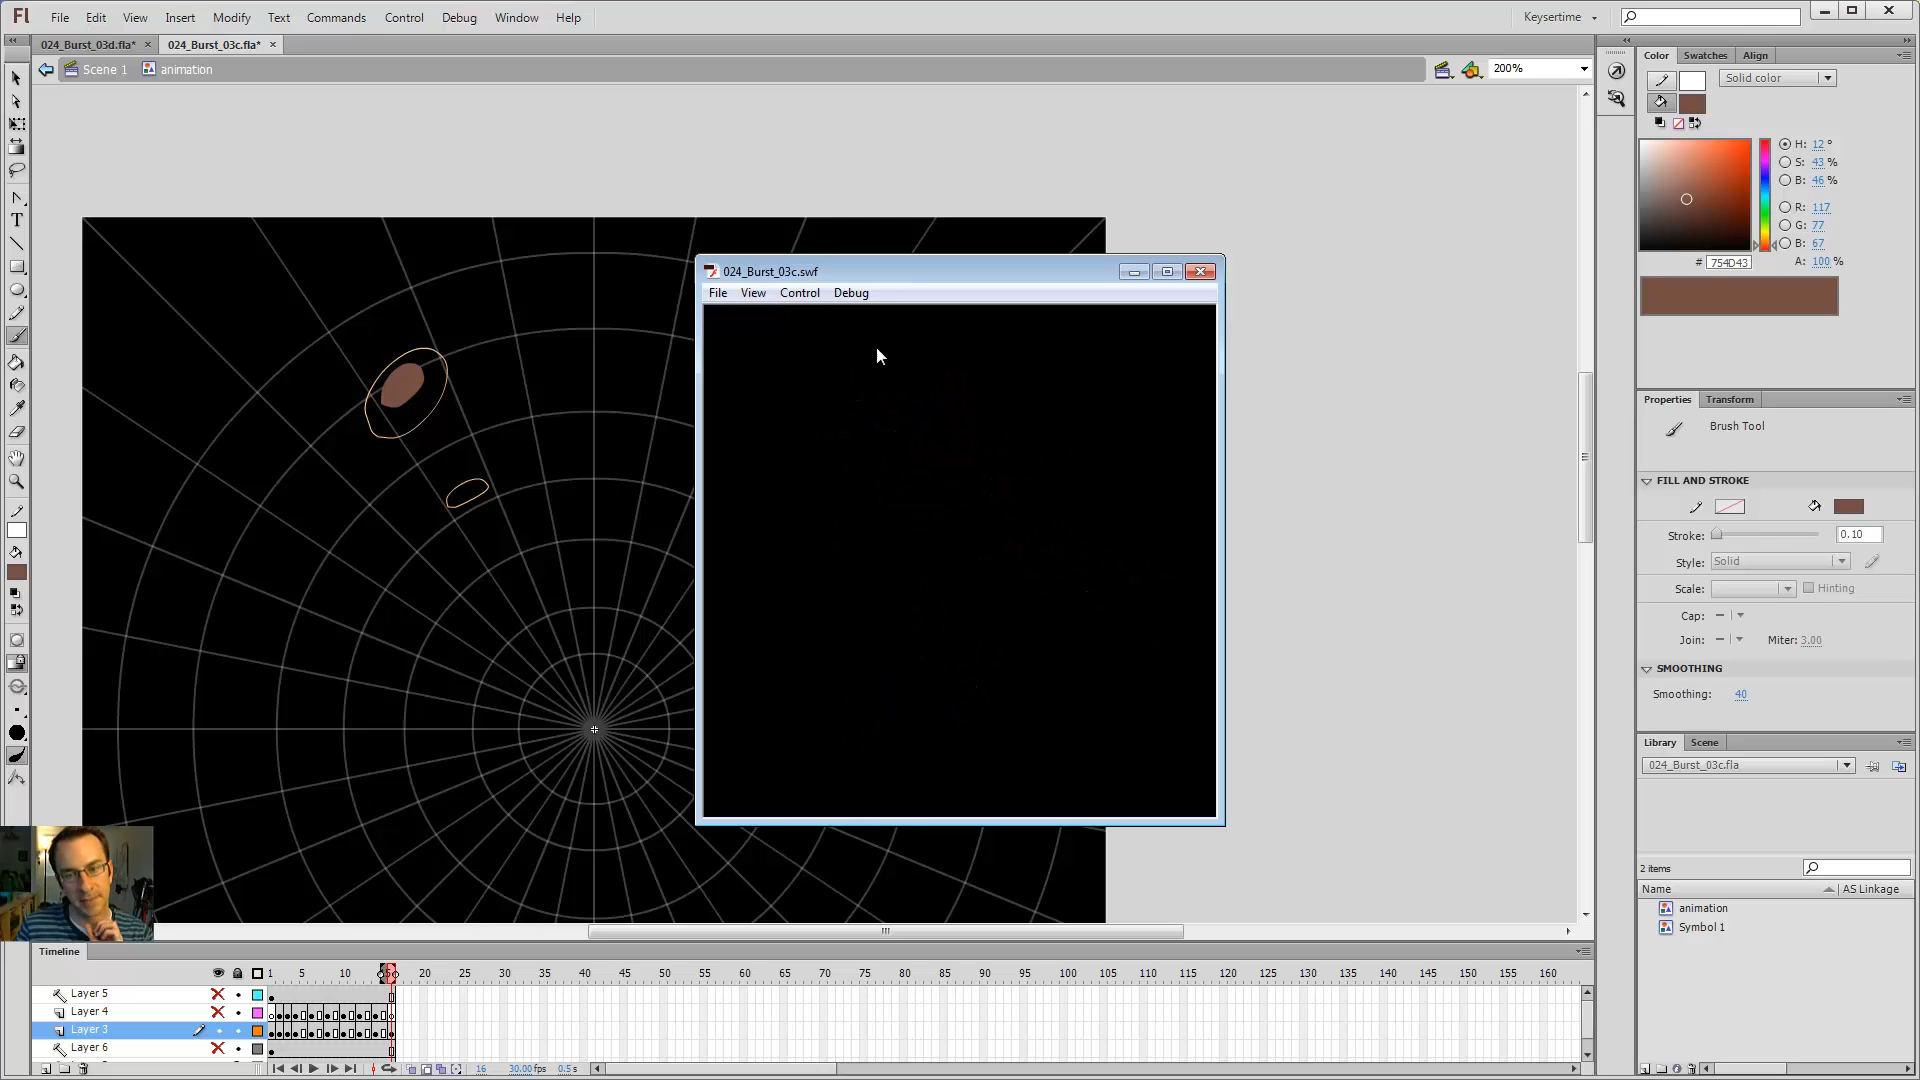 Fl File Edit View Insert Modify Text Commands Control Debug Window Help Keysertime
024_Burst_03d.fla* × 024_Burst_03c.fla* ×
Scene 1 animation 200%
Color Swatches Align
Solid color
H: 12 °
S: 43 %
B: 46 %
R: 117
G: 77
B: 67
# 754D43 A: 100 %
024_Burst_03c.swf
File View Control Debug
Properties Transform
Brush Tool
FILL AND STROKE
Stroke: 0.10
Style: Solid
Scale: Hinting
Cap:
Join: Miter: 3.00
SMOOTHING
Smoothing: 40
Library Scene
024_Burst_03c.fla
2 items
Name AS Linkage
animation
Symbol 1
Timeline
1 5 10 15 20 25 30 35 40 45 50 55 60 65 70 75 80 85 90 95 100 105 110 115 120 125 130 135 140 145 150 155 160
Layer 5
Layer 4
Layer 3
Layer 6
16 30.00 fps 0.5 s